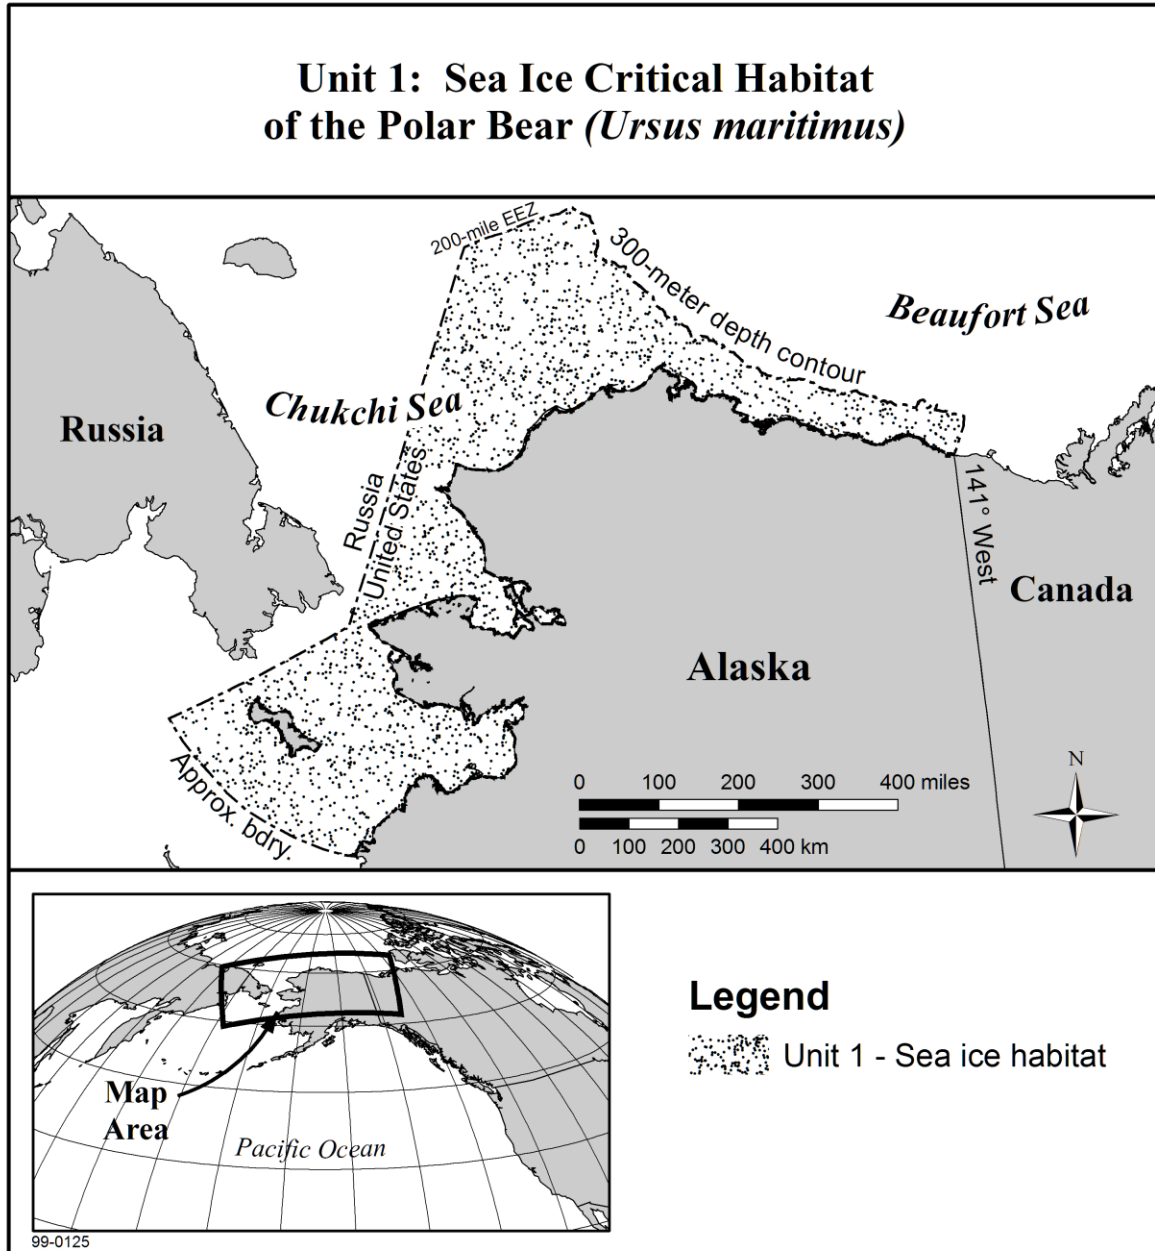 Unit 1: Sea Ice Critical Habitat
of the Polar Bear (Ursus maritimus)
200-mile EEZ
300-meter depth contour
Beaufort Sea
Chukchi Sea
Russia
Russia
United States
141° West
Canada
Alaska
Approx. bdry.
N
0 100 200 300 400 miles
0 100 200 300 400 km
Map
Area
Pacific Ocean
Legend
Unit 1 - Sea ice habitat
99-0125